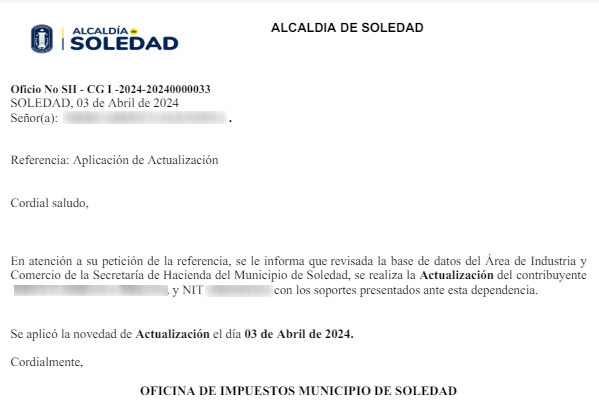 ALCALDÍA DE
SOLEDAD
ALCALDIA DE SOLEDAD
Oficio No SH - CG I -2024-20240000033
SOLEDAD, 03 de Abril de 2024
Señor(a): .
Referencia: Aplicación de Actualización
Cordial saludo,
En atención a su petición de la referencia, se le informa que revisada la base de datos del Área de Industria y
Comercio de la Secretaría de Hacienda del Municipio de Soledad, se realiza la Actualización del contribuyente
. y NIT con los soportes presentados ante esta dependencia.
Se aplicó la novedad de Actualización el día 03 de Abril de 2024.
Cordialmente,
OFICINA DE IMPUESTOS MUNICIPIO DE SOLEDAD